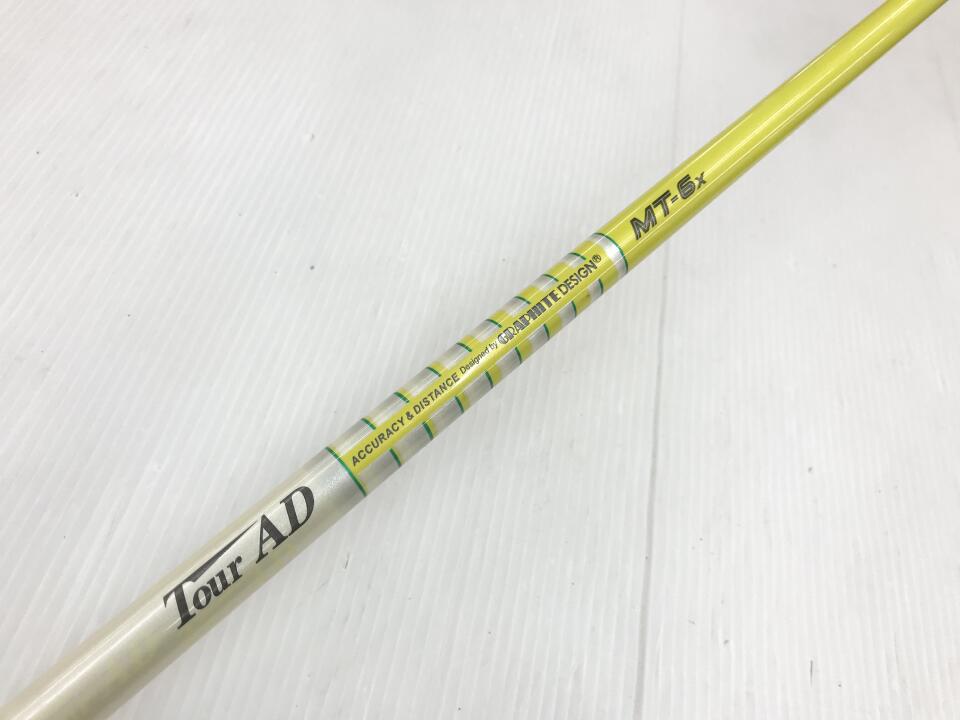 Tour AD
ACCURACY & DISTANCE Designed by GRAPHITE DESIGN®
MT-6x